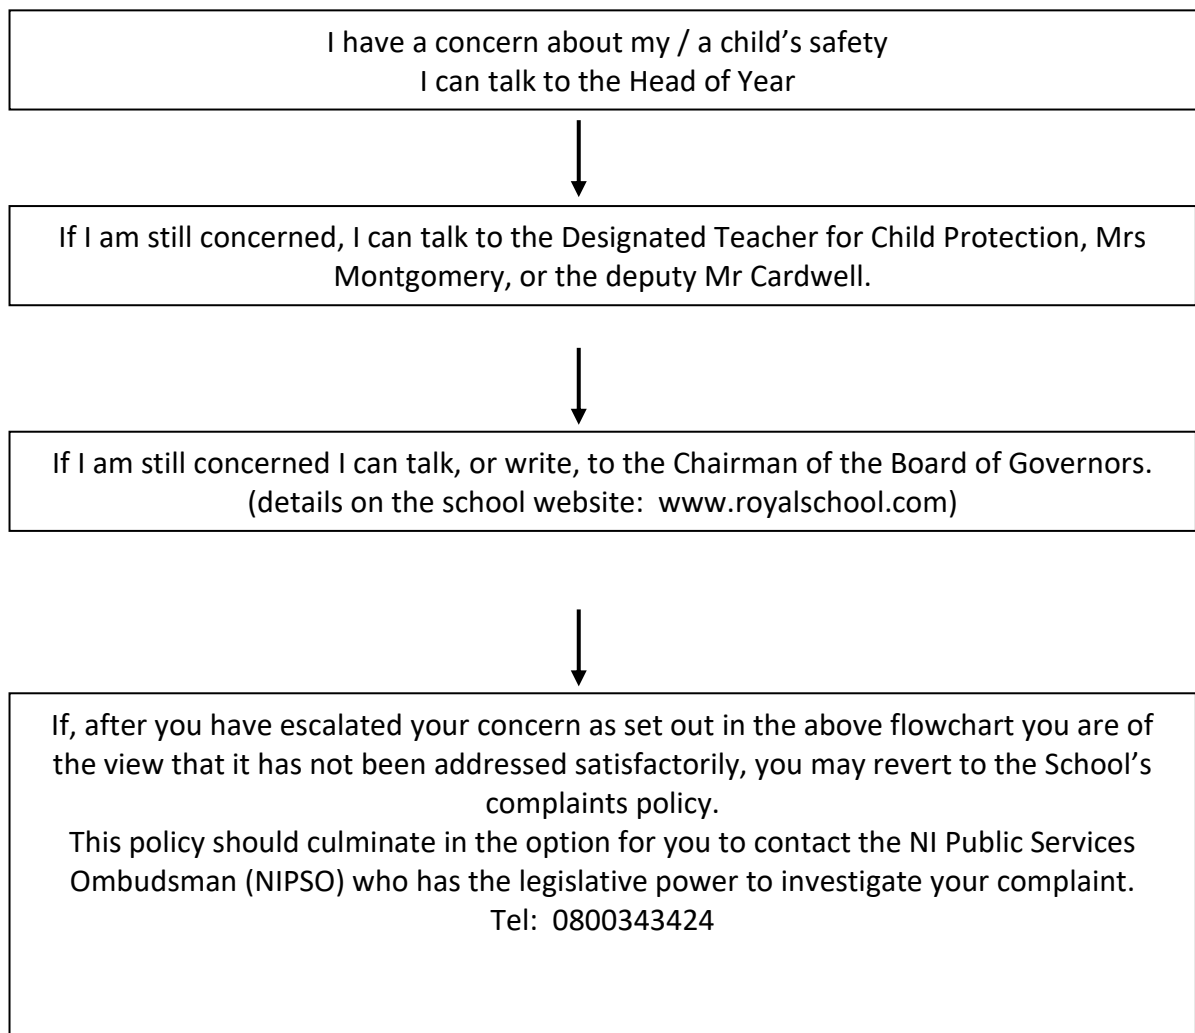 I have a concern about my / a child’s safety
I can talk to the Head of Year
If I am still concerned, I can talk to the Designated Teacher for Child Protection, Mrs
Montgomery, or the deputy Mr Cardwell.
If I am still concerned I can talk, or write, to the Chairman of the Board of Governors.
(details on the school website:  www.royalschool.com)
If, after you have escalated your concern as set out in the above flowchart you are of
the view that it has not been addressed satisfactorily, you may revert to the School’s
complaints policy.
This policy should culminate in the option for you to contact the NI Public Services
Ombudsman (NIPSO) who has the legislative power to investigate your complaint.
Tel:  0800343424